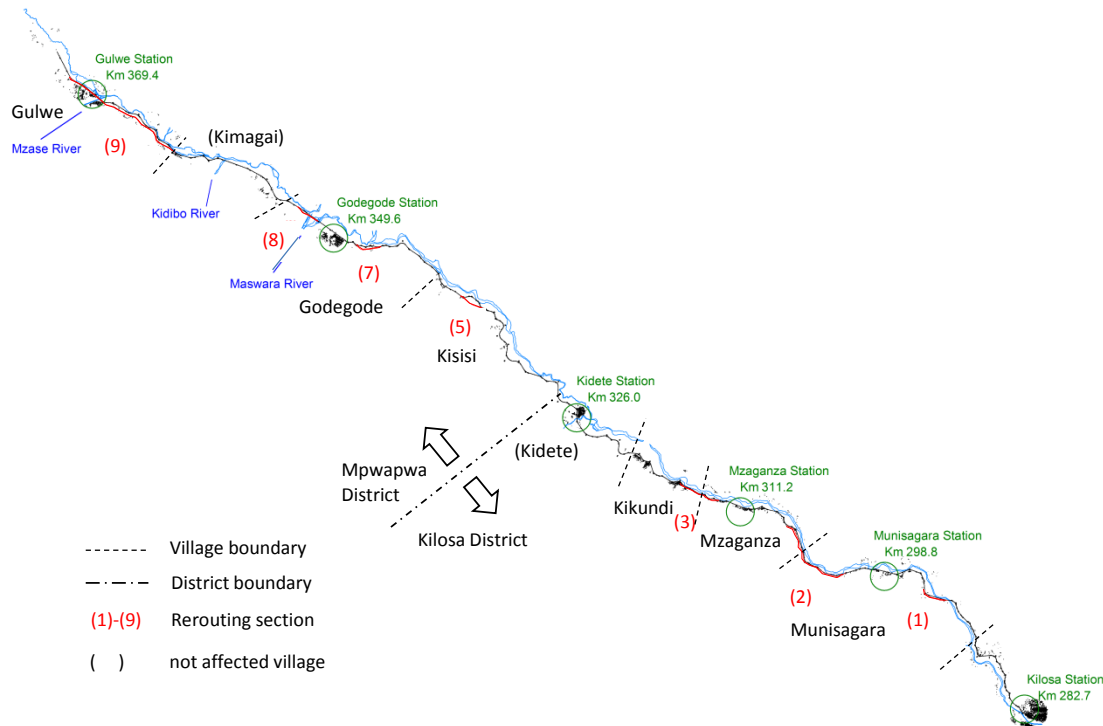 Gulwe Station
Km 369.4
Gulwe
Mzase River
(9)
(Kimagai)
Kidibo River
Godegode Station
Km 349.6
(8)
Maswara River
(7)
Godegode
(5)
Kisisi
Kidete Station
Km 326.0
(Kidete)
Mpwapwa
District
Kilosa District
Kikundi
(3)
Mzaganza Station
Km 311.2
Mzaganza
Munisagara Station
Km 298.8
(2)
(1)
Munisagara
Kilosa Station
Km 282.7
Village boundary
District boundary
(1)-(9) Rerouting section
( ) not affected village